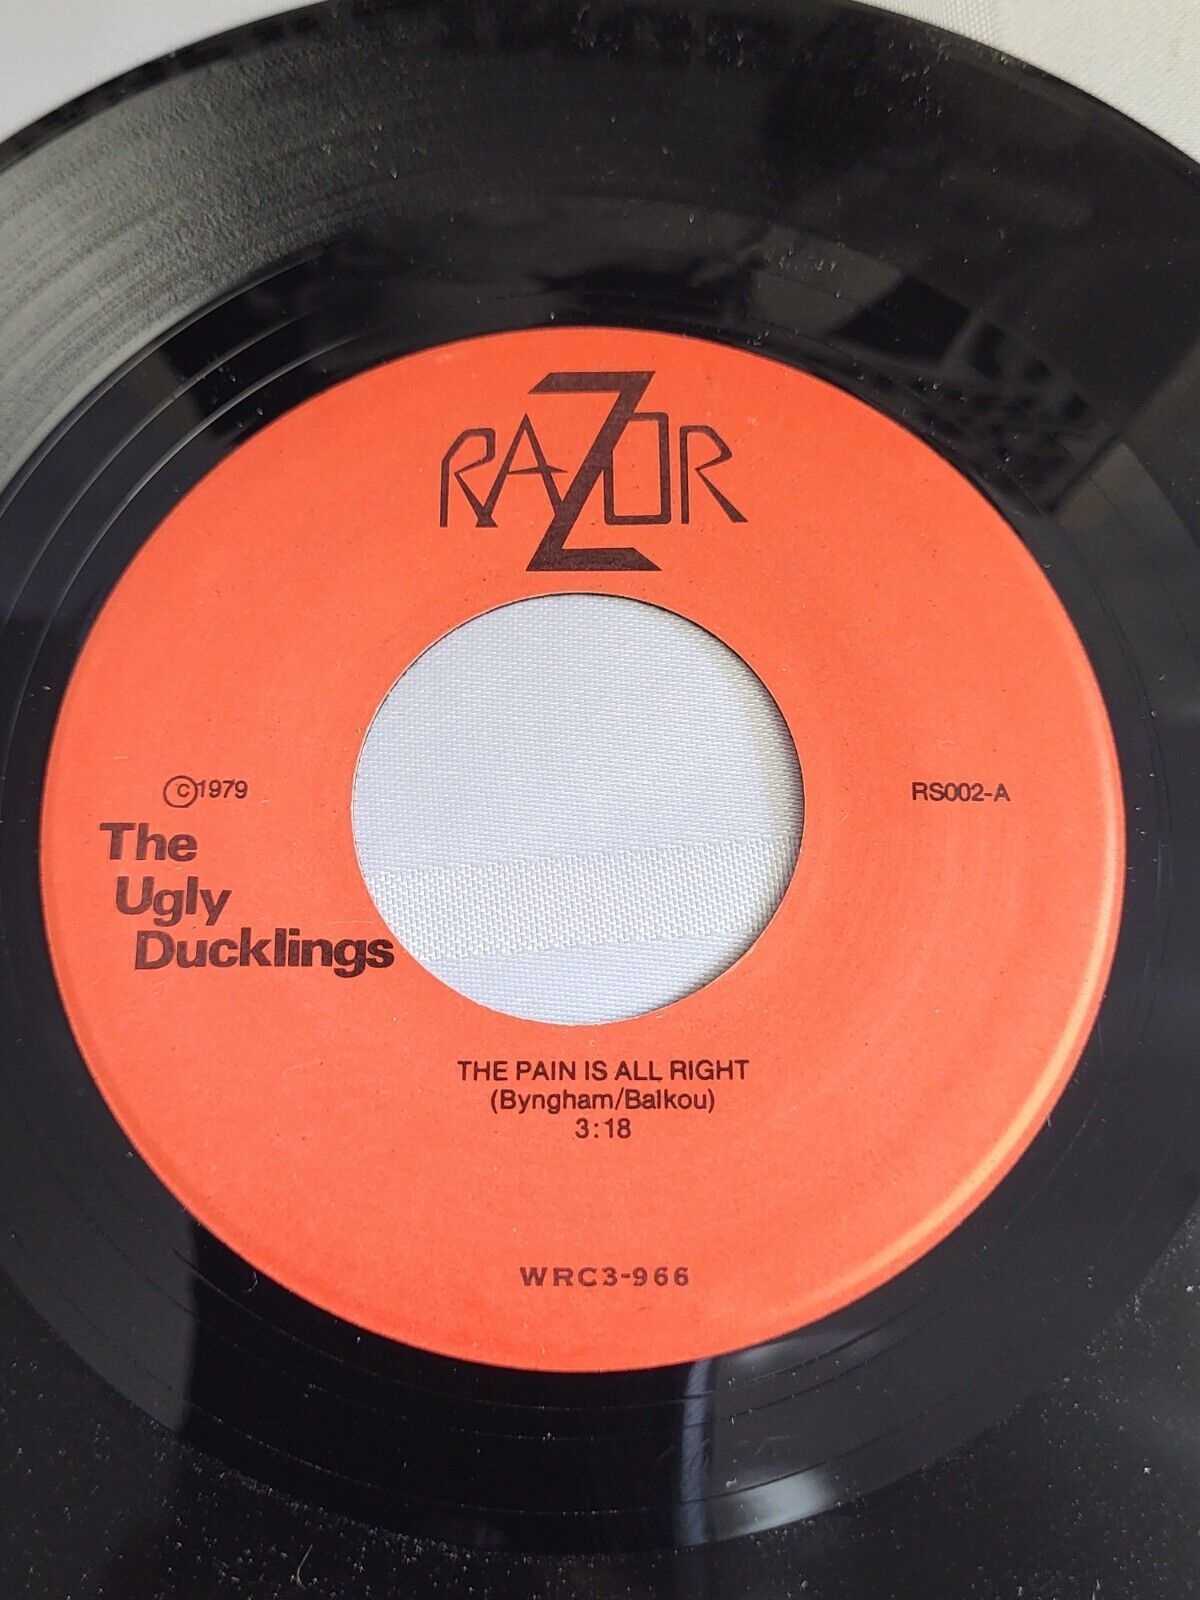 RAZOR
©1979
RS002-A
The
Ugly
Ducklings
THE PAIN IS ALL RIGHT
(Byngham/Balkou)
3:18
WRC3-966